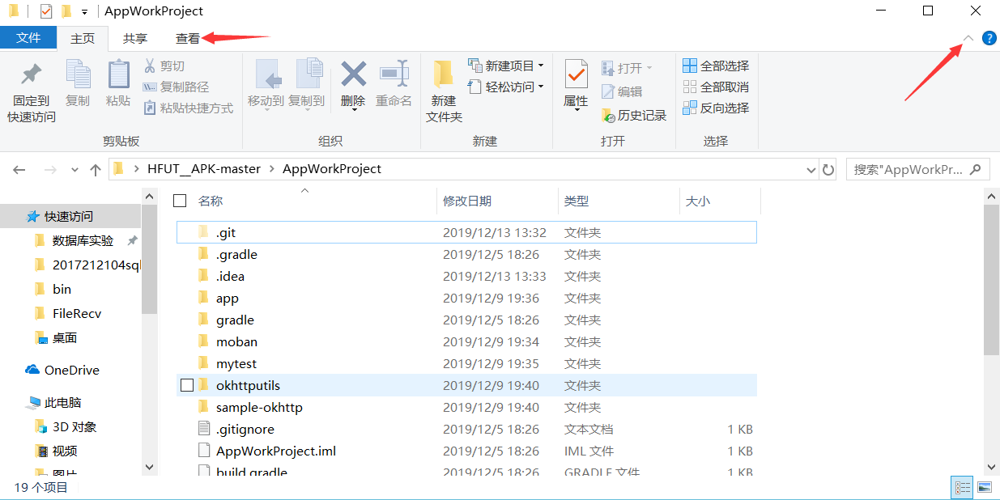 AppWorkProject
文件 主页 共享 查看
固定到
快速访问
复制
粘贴
剪切
复制路径
粘贴快捷方式
剪贴板
移动到 复制到
删除 重命名
组织
新建
文件夹
新建项目
轻松访问
新建
属性
打开
编辑
历史记录
打开
全部选择
全部取消
反向选择
选择
HFUT__APK-master AppWorkProject
搜索"AppWorkPr...
快速访问
数据库实验
2017212104sql
bin
FileRecv
桌面
OneDrive
此电脑
3D 对象
视频
图片
名称 修改日期 类型 大小
.git 2019/12/13 13:32 文件夹
.gradle 2019/12/5 18:26 文件夹
.idea 2019/12/13 13:33 文件夹
app 2019/12/9 19:36 文件夹
gradle 2019/12/5 18:26 文件夹
moban 2019/12/9 19:34 文件夹
mytest 2019/12/9 19:35 文件夹
okhttputils 2019/12/9 19:40 文件夹
sample-okhttp 2019/12/9 19:40 文件夹
.gitignore 2019/12/5 18:26 文本文档 1 KB
AppWorkProject.iml 2019/12/5 18:26 IML 文件 1 KB
build.gradle 2019/12/5 18:26 GRADLE 文件 1 KB
19 个项目